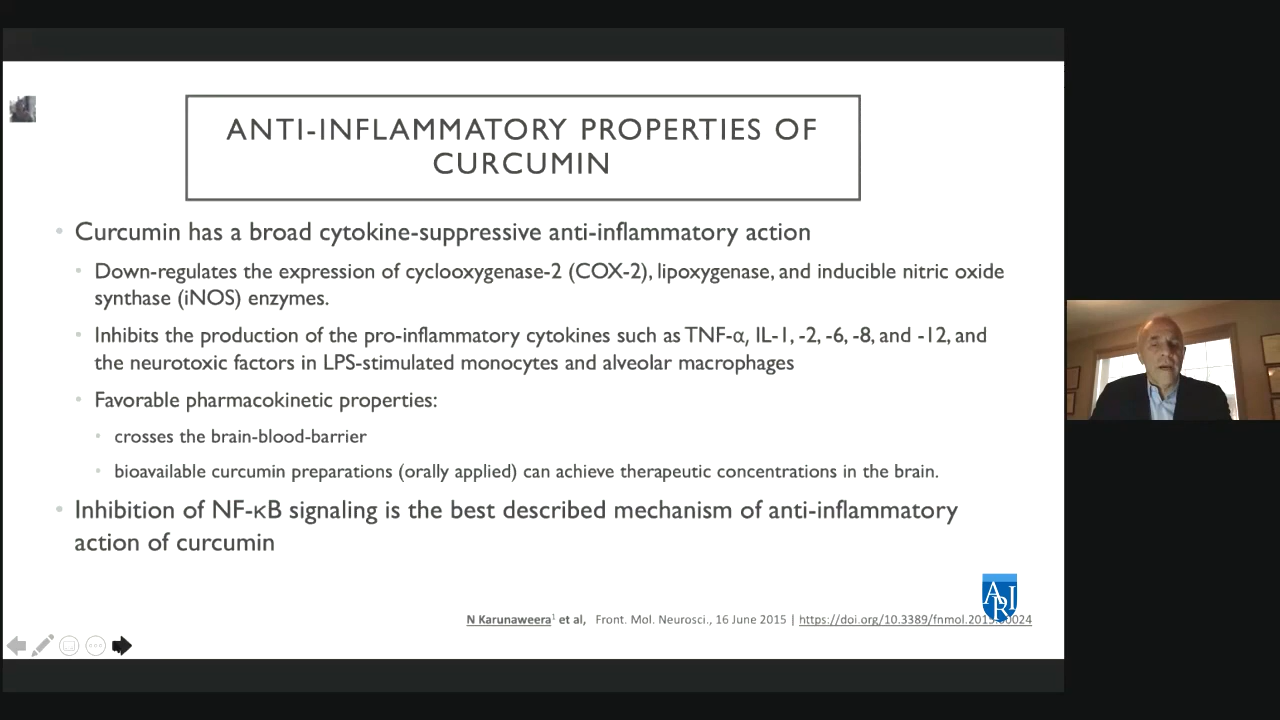 ANTI-INFLAMMATORY PROPERTIES OF
CURCUMIN
• Curcumin has a broad cytokine-suppressive anti-inflammatory action
• Down-regulates the expression of cyclooxygenase-2 (COX-2), lipoxygenase, and inducible nitric oxide
synthase (iNOS) enzymes.
• Inhibits the production of the pro-inflammatory cytokines such as TNF-α, IL-1, -2, -6, -8, and -12, and
the neurotoxic factors in LPS-stimulated monocytes and alveolar macrophages
• Favorable pharmacokinetic properties:
• crosses the brain-blood-barrier
• bioavailable curcumin preparations (orally applied) can achieve therapeutic concentrations in the brain.
• Inhibition of NF-κB signaling is the best described mechanism of anti-inflammatory
action of curcumin
ADRI
N Karunaweera¹ et al, Front. Mol. Neurosci., 16 June 2015 | https://doi.org/10.3389/fnmol.2015.00024